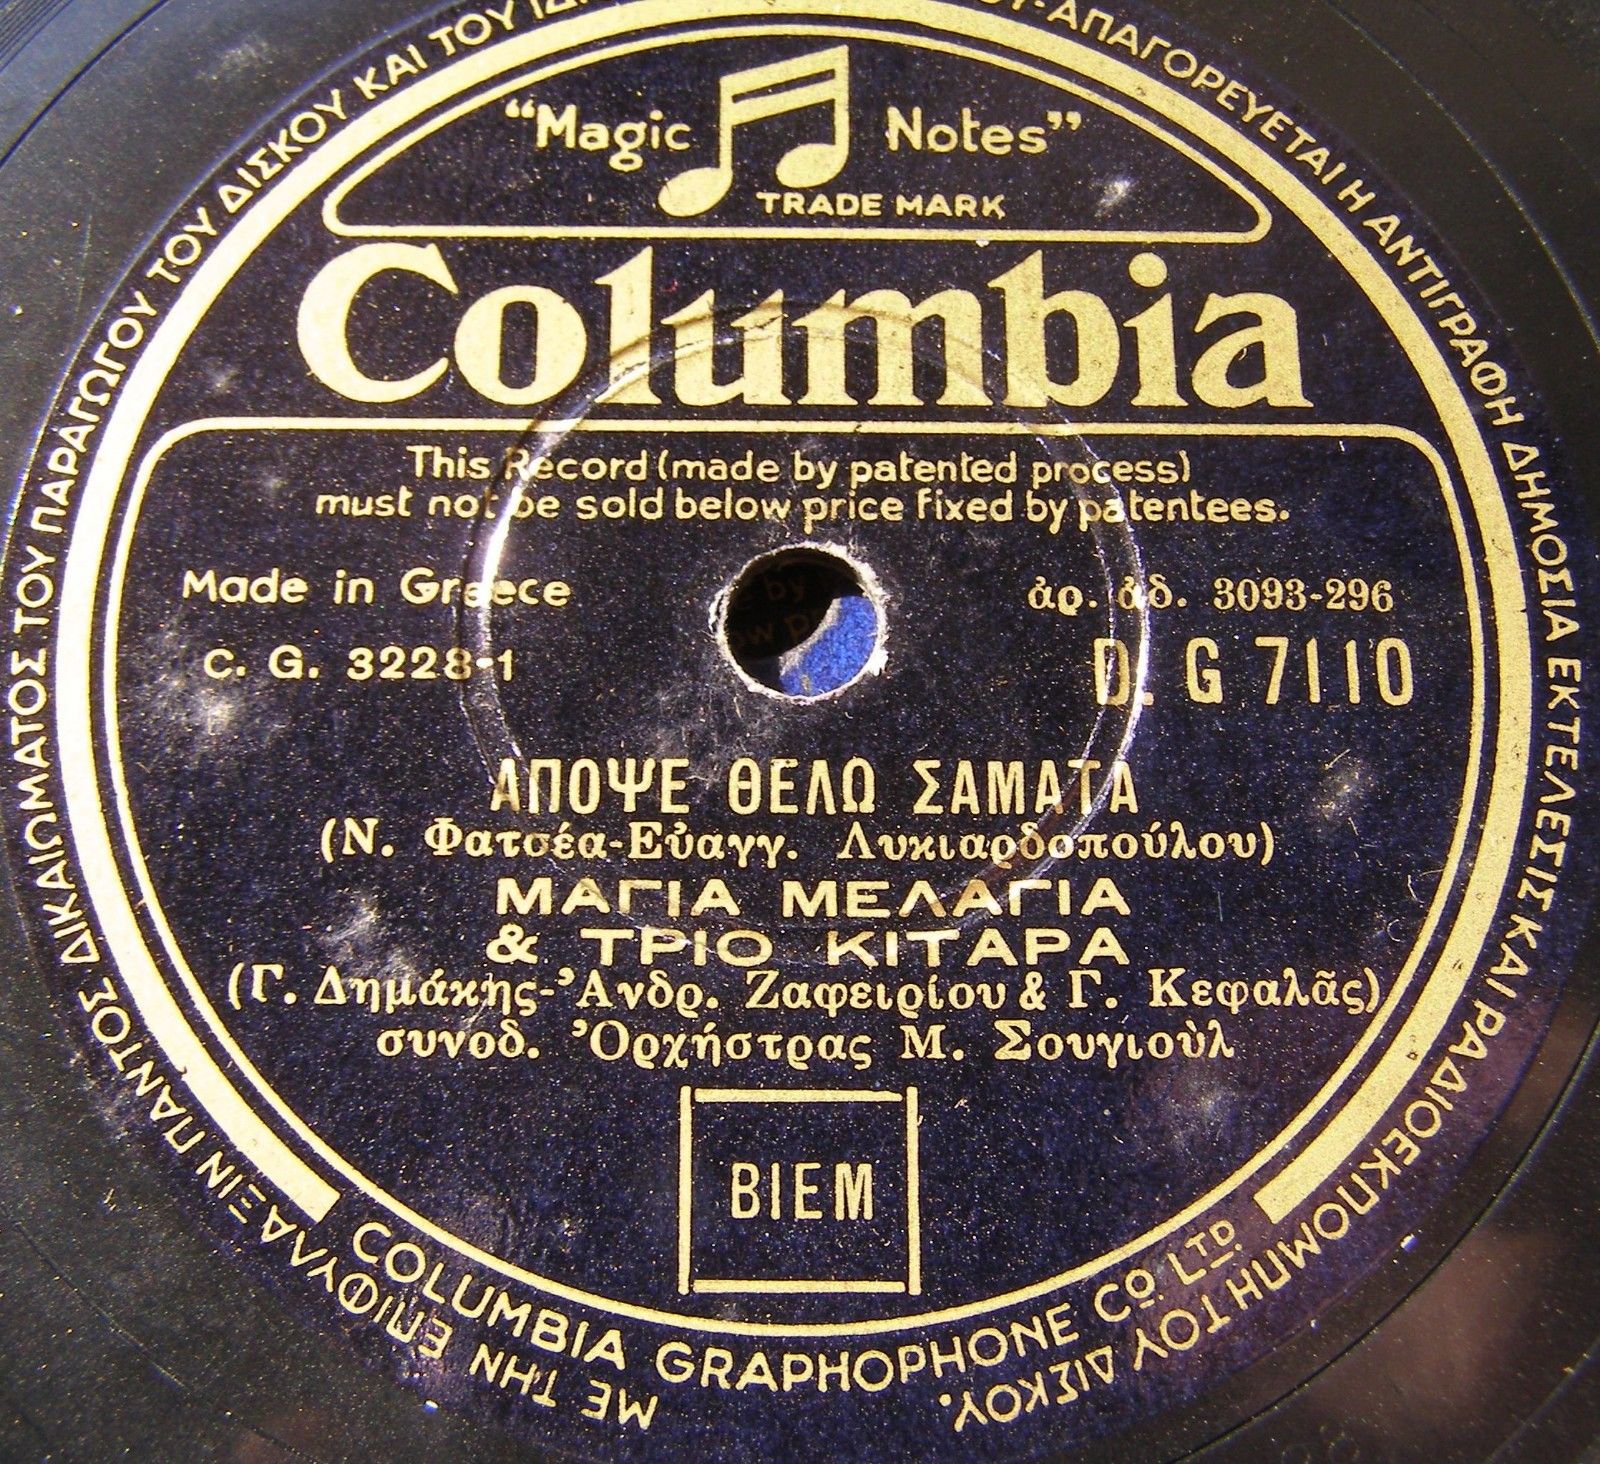 ΜΕ ΤΗΝ ΕΠΙΦΥΛΑΞΙΝ ΠΑΝΤΟΣ ΔΙΚΑΙΩΜΑΤΟΣ ΤΟΥ ΠΑΡΑΓΩΓΟΥ ΤΟΥ ΔΙΣΚΟΥ ΚΑΙ ΤΟΥ
ΑΠΑΓΟΡΕΥΕΤΑΙ Η ΑΝΤΙΓΡΑΦΗ ΔΗΜΟΣΙΑ ΕΚΤΕΛΕΣΙΣ ΚΑΙ ΡΑΔΙΟΕΚΠΟΜΠΗ ΤΟΥ ΔΙΣΚΟΥ.
“Magic Notes”
TRADE MARK
Columbia
This Record (made by patented process)
must not be sold below price fixed by patentees.
Made in Greece
ἀρ. ἀδ. 3093-296
C. G. 3228-1
D. G 7110
ΑΠΟΨΕ ΘΕΛΩ ΣΑΜΑΤΑ
(Ν. Φατσέα-Εὐαγγ. Λυκιαρδοπούλου)
ΜΑΓΙΑ ΜΕΛΑΓΙΑ
& ΤΡΙΟ ΚΙΤΑΡΑ
(Γ. Δημάκης-Ἀνδρ. Ζαφειρίου & Γ. Κεφαλᾶς)
συνοδ. Ὀρχήστρας Μ. Σουγιοὺλ
BIEM
COLUMBIA GRAPHOPHONE CO. LTD.